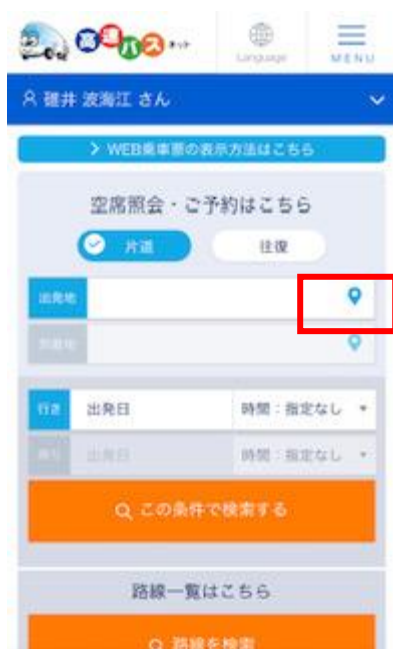 高速バスネット
Language
MENU
碓井 波海江 さん
> WEB乗車票の表示方法はこちら
空席照会・ご予約はこちら
片道 往復
出発地
到着地
行き 出発日 時間：指定なし
戻り 出発日 時間：指定なし
この条件で検索する
路線一覧はこちら
路線を検索